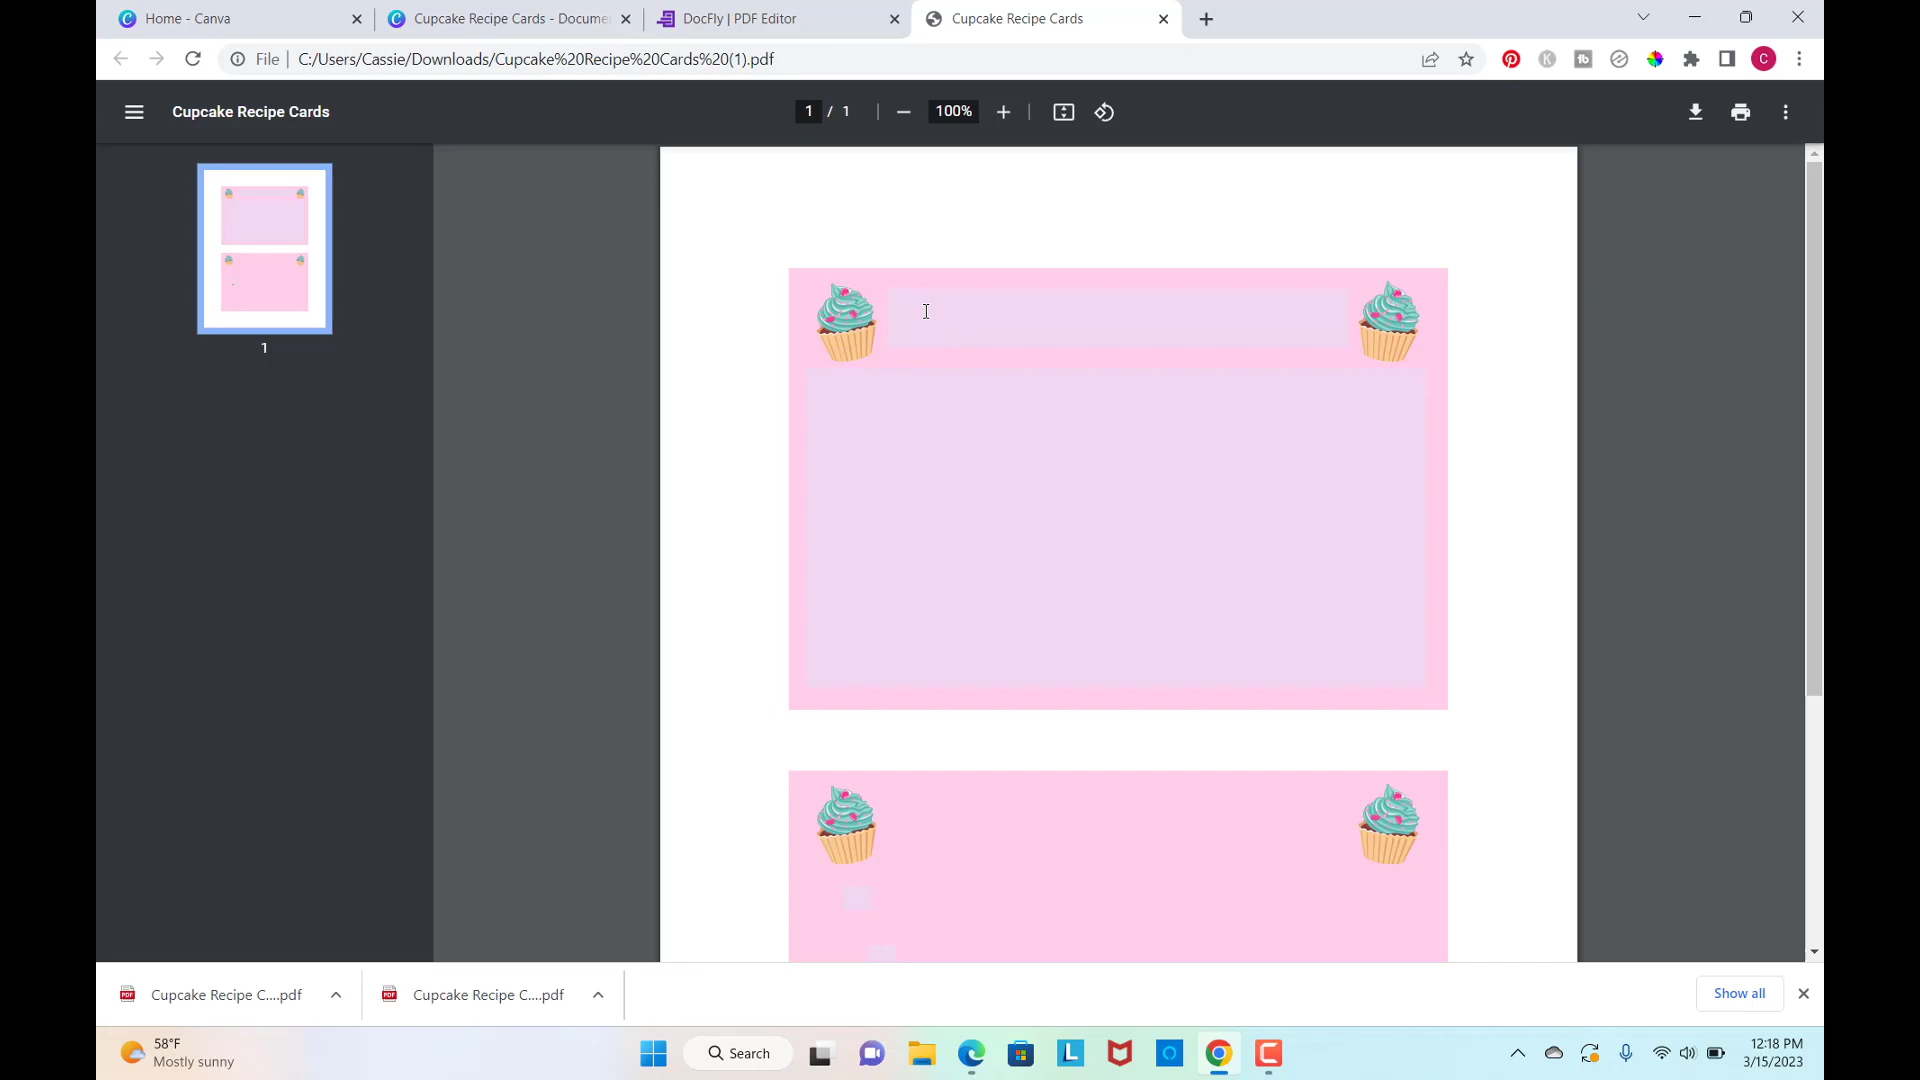 Home - Canva
Cupcake Recipe Cards - Docume
DocFly | PDF Editor
Cupcake Recipe Cards
File
C:/Users/Cassie/Downloads/Cupcake%20Recipe%20Cards%20(1).pdf
C
Cupcake Recipe Cards
1 / 1
100%
1
PDF
Cupcake Recipe C....pdf
PDF
Cupcake Recipe C....pdf
Show all
58°F
Mostly sunny
Search
12:18 PM
3/15/2023